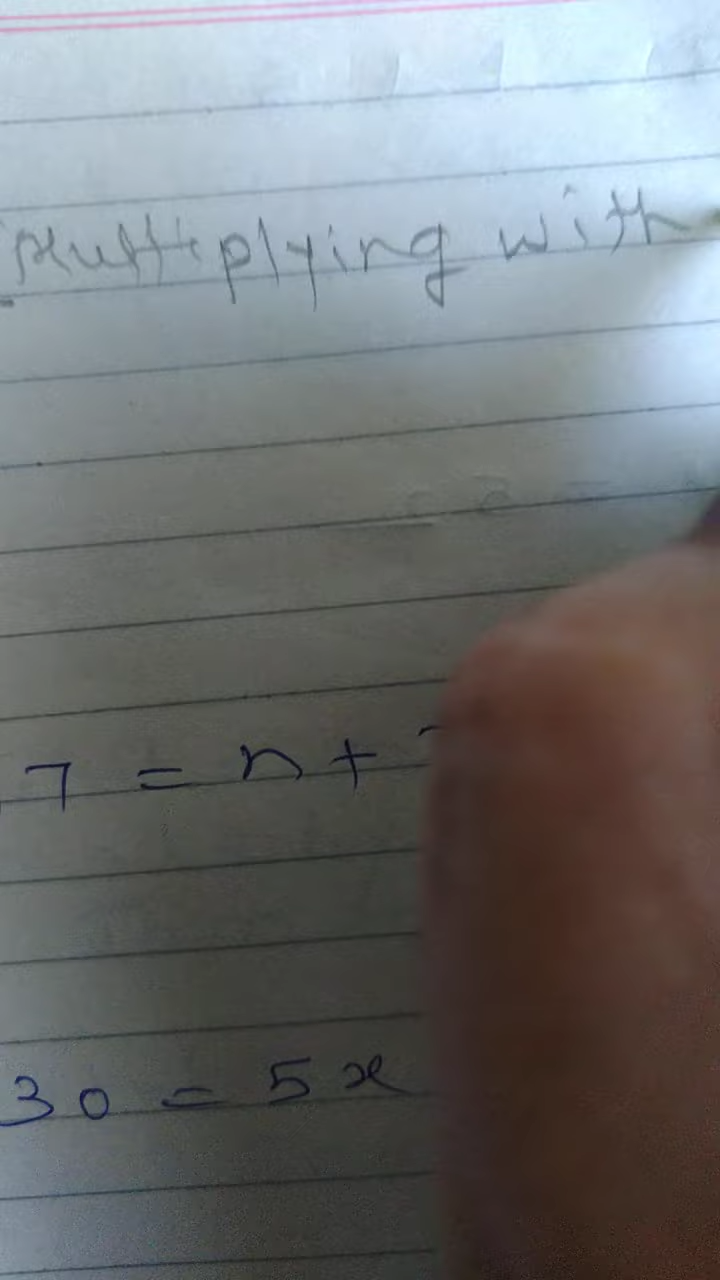 Multiplying with
7 = n +
30 = 5x